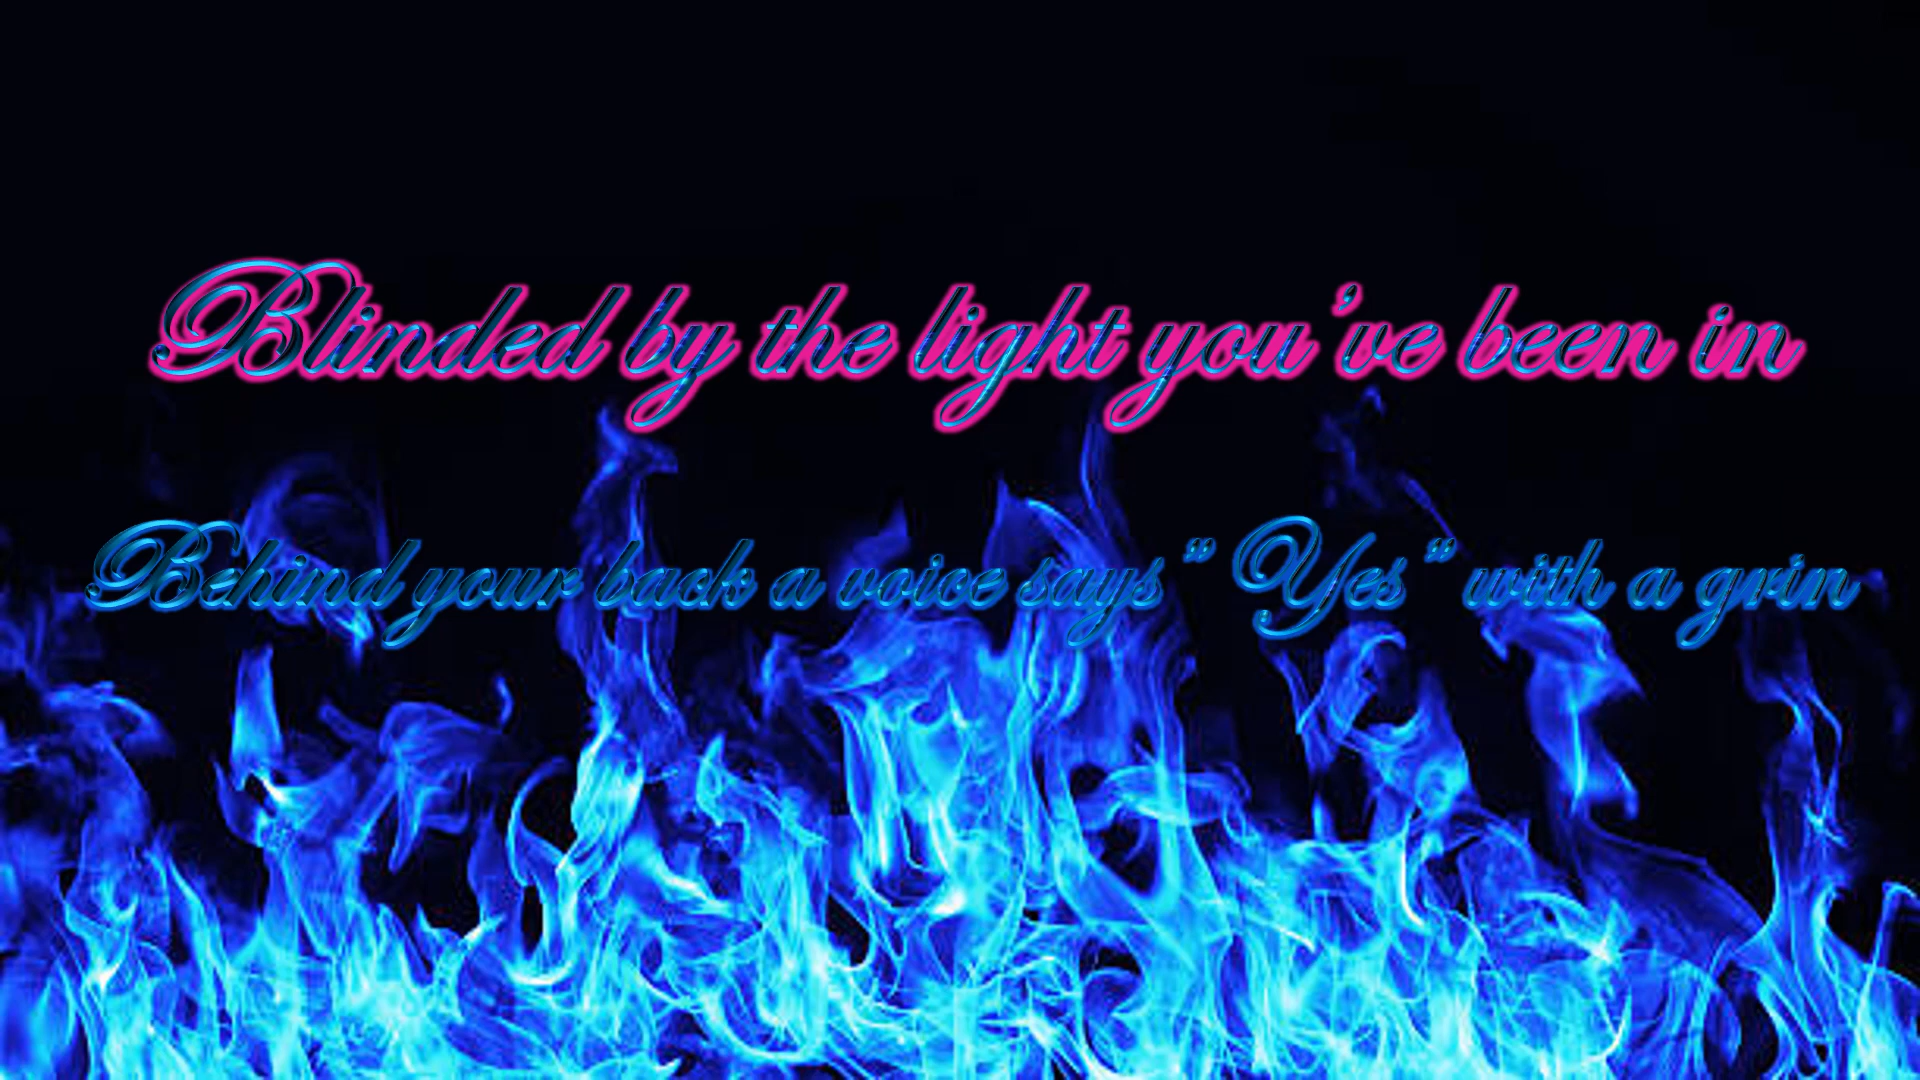 Blinded by the light you've been in
Behind your back a voice says “Yes” with a grin